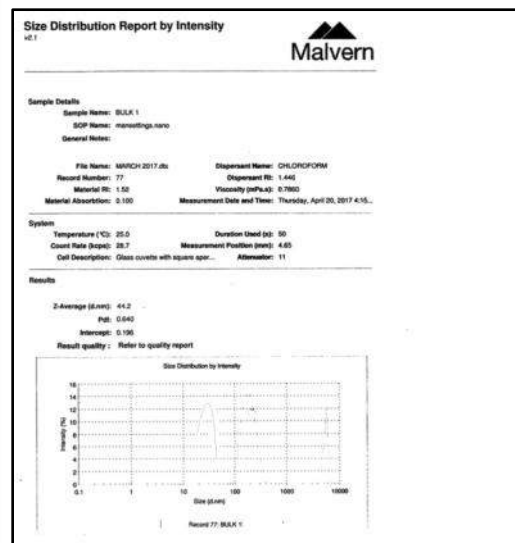 Size Distribution Report by Intensity
v2.1
Malvern
Sample Details
Sample Name: BULK 1
SOP Name: mansettings.nano
General Notes:
File Name: MARCH 2017.dts Dispersant Name: CHLOROFORM
Record Number: 77 Dispersant RI: 1.446
Material RI: 1.52 Viscosity (mPa.s): 0.7860
Material Absorbtion: 0.100 Measurement Date and Time: Thursday, April 20, 2017 4:15...
System
Temperature (°C): 25.0 Duration Used (s): 50
Count Rate (kcps): 28.7 Measurement Position (mm): 4.65
Cell Description: Glass cuvette with square aper... Attenuator: 11
Results
Z-Average (d.nm): 44.2
PdI: 0.640
Intercept: 0.196
Result quality : Refer to quality report
Size Distribution by Intensity
Intensity (%)
16
14
12
10
8
6
4
2
0
0.1 1 10 100 1000 10000
Size (d.nm)
Record 77: BULK 1